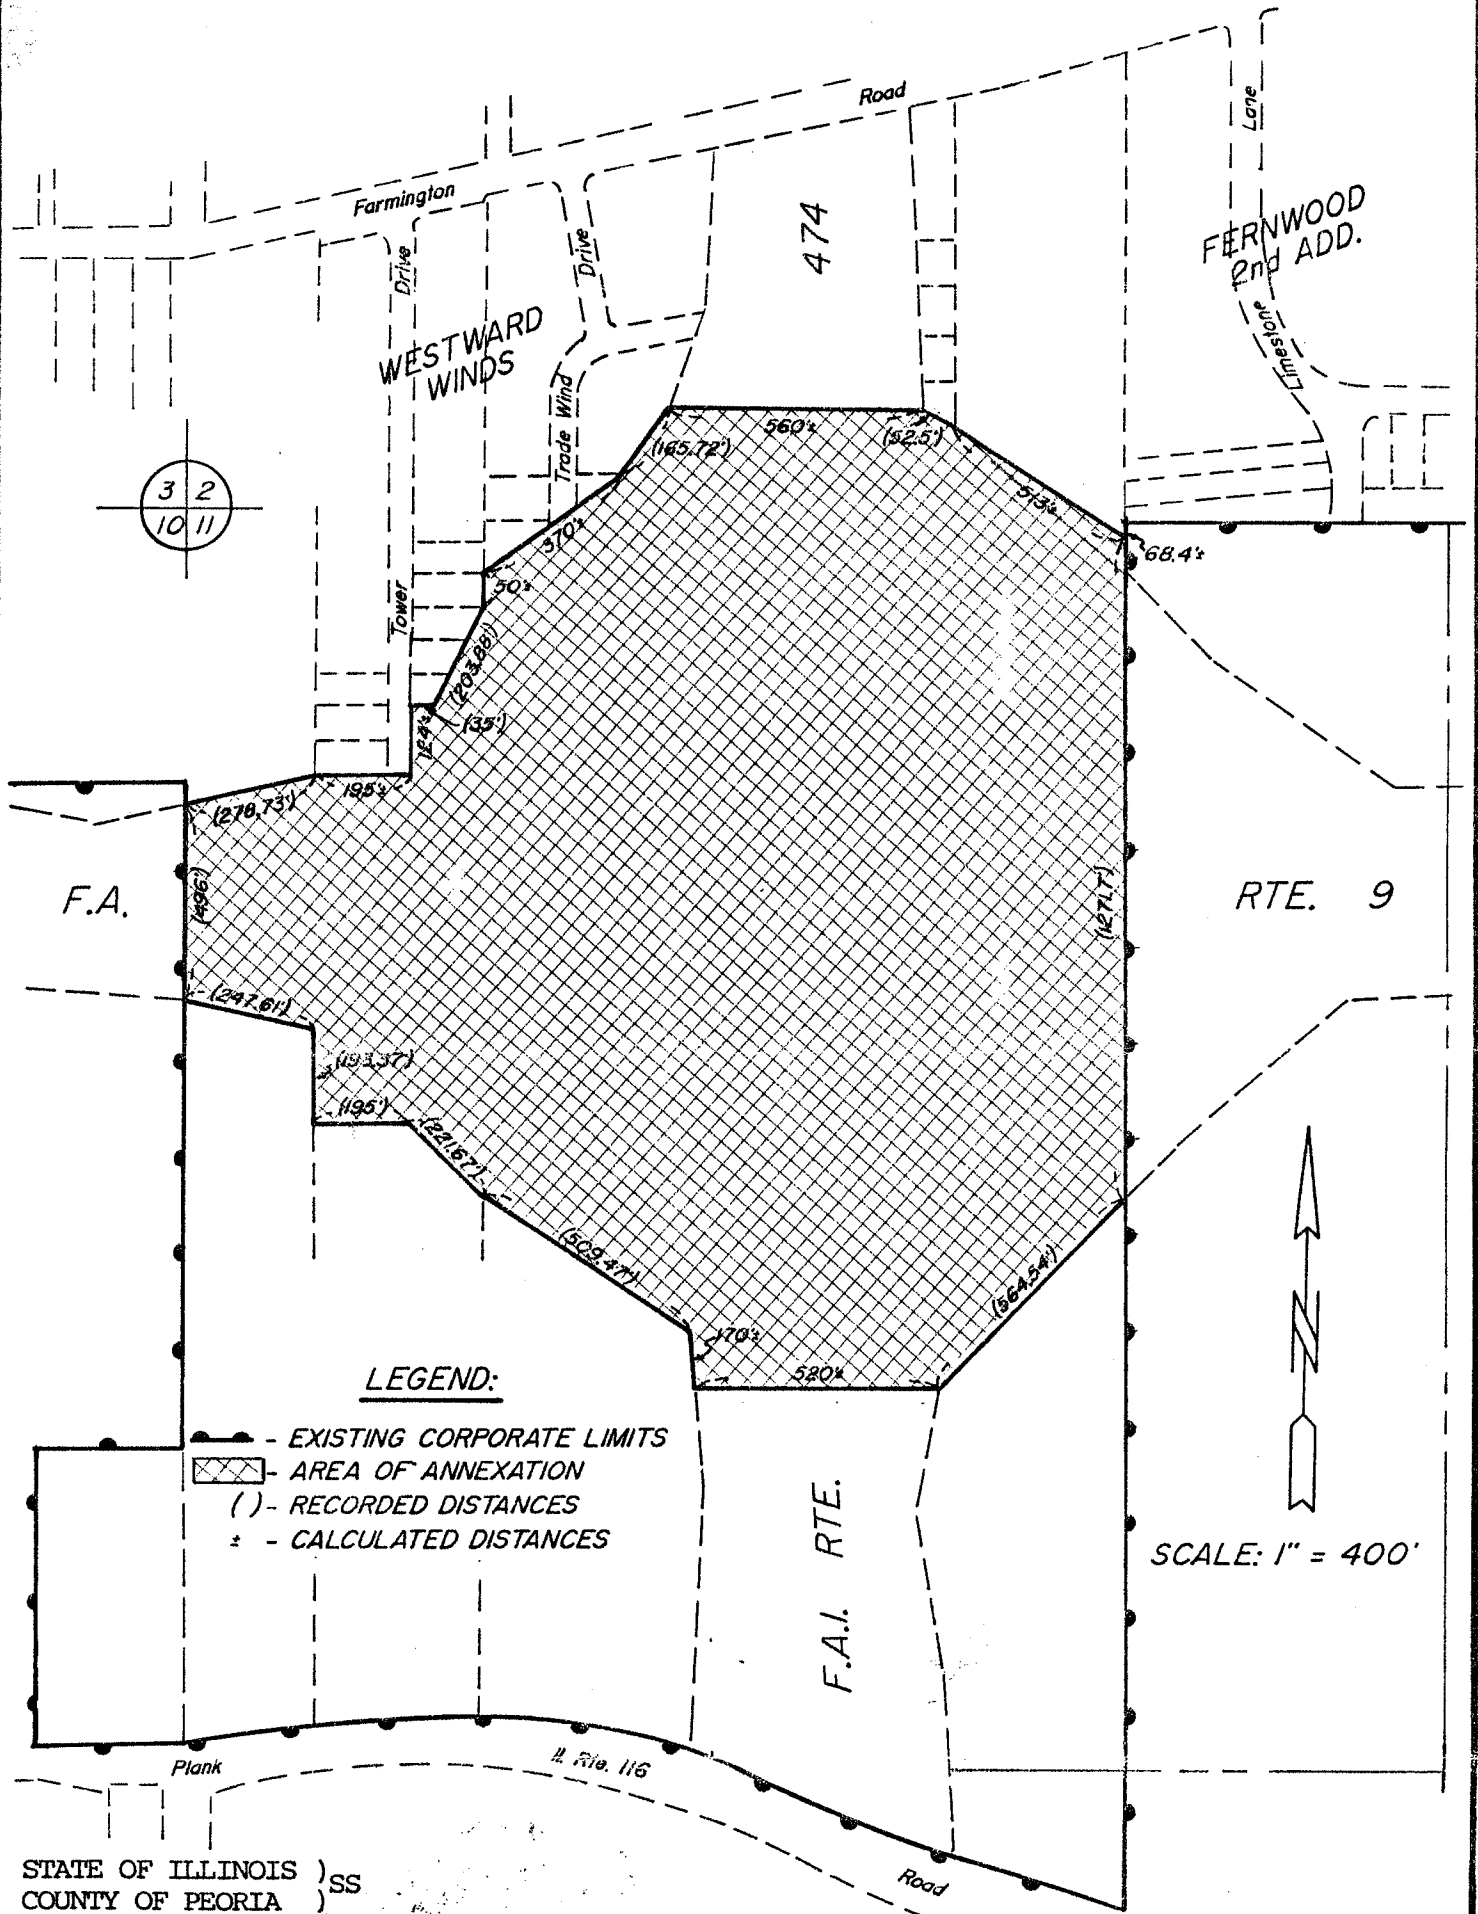 Road
Lane
Farmington
474
FERNWOOD
2nd ADD.
Drive
Drive
WESTWARD
WINDS
Limestone
Trade Wind
560'±
(52.5')
(165.72')
513'±
3 2
10 11
370'±
68.4'±
50'±
Tower
(203.88')
(35')
124'±
195'±
(278.73')
F.A.
(496')
(1271.7')
RTE. 9
(247.61')
(193.37')
(195')
(221.67')
(509.47')
(564.54')
170'±
520'±
N
LEGEND:
- EXISTING CORPORATE LIMITS
- AREA OF ANNEXATION
( ) - RECORDED DISTANCES
± - CALCULATED DISTANCES
F.A.I. RTE.
SCALE: 1" = 400'
Plank
Il. Rte. 116
Road
STATE OF ILLINOIS )
COUNTY OF PEORIA ) SS